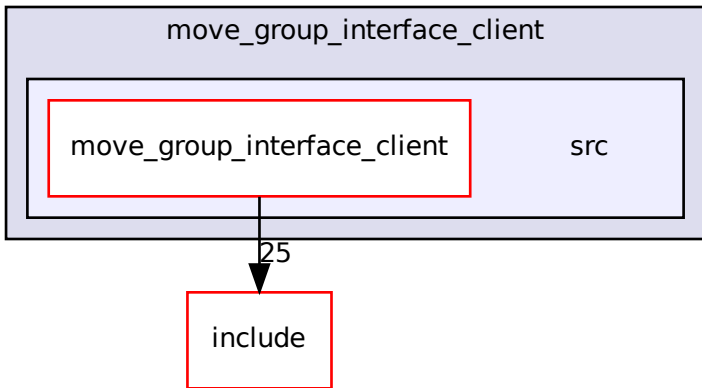 move_group_interface_client
move_group_interface_client
src
25
include